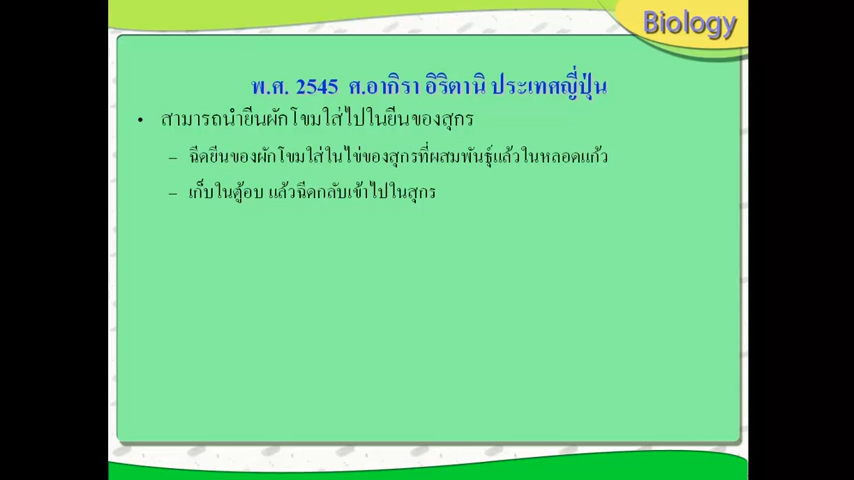 Biology
พ.ศ. 2545 ศ.อากิรา อิริตานิ ประเทศญี่ปุ่น
• สามารถนำยีนผักโขมใส่ไปในยีนของสุกร
– ฉีดยีนของผักโขมใส่ในไข่ของสุกรที่ผสมพันธุ์แล้วในหลอดแก้ว
– เก็บในตู้อบ แล้วฉีดกลับเข้าไปในสุกร